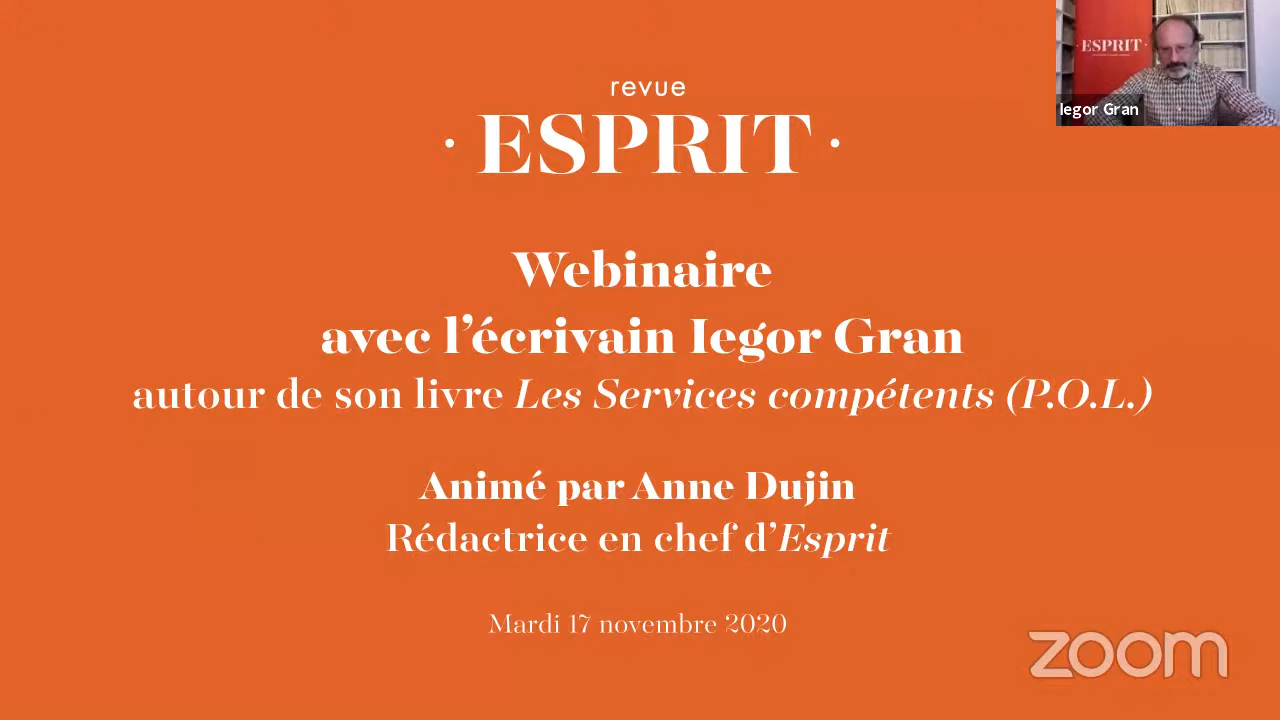 revue
· ESPRIT ·
Webinaire
avec l’écrivain Iegor Gran
autour de son livre Les Services compétents (P.O.L.)
Animé par Anne Dujin
Rédactrice en chef d’Esprit
Mardi 17 novembre 2020
· ESPRIT ·
Iegor Gran
zoom